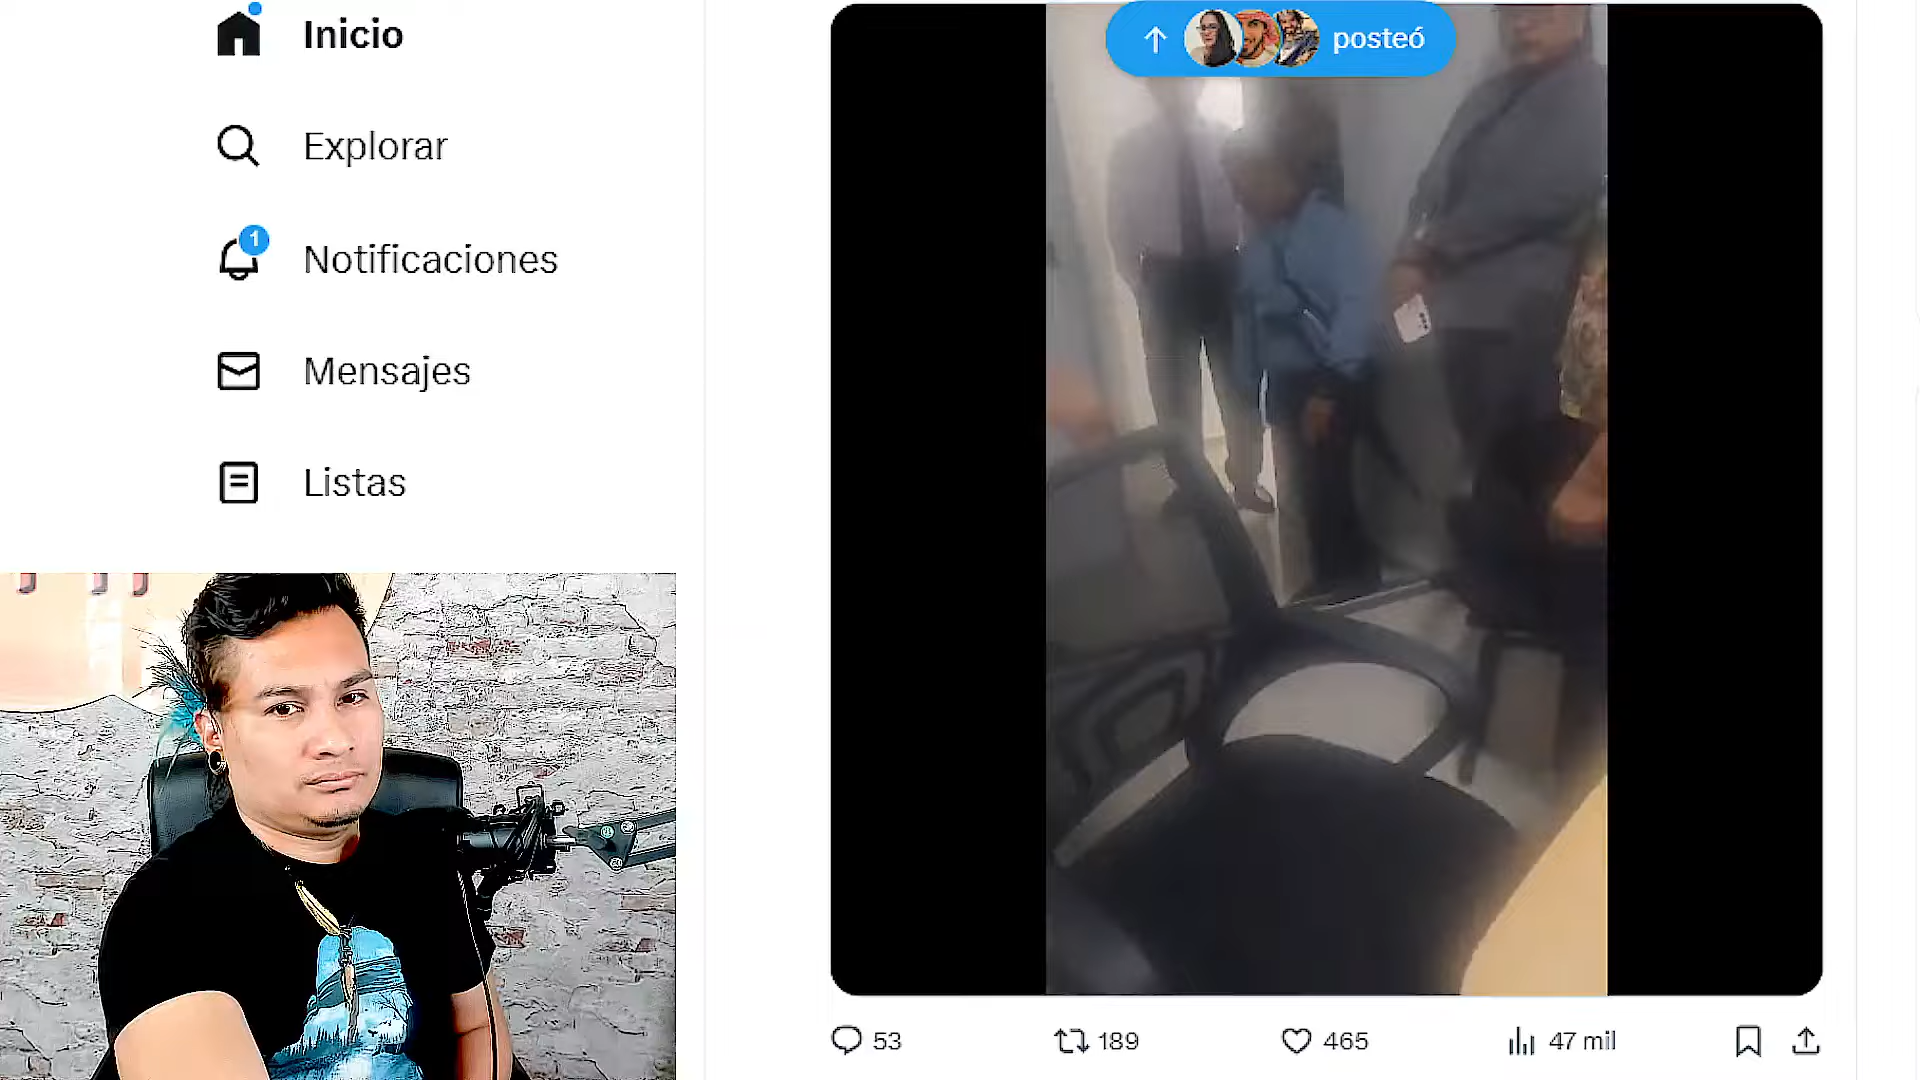 Inicio
Explorar
1
Notificaciones
Mensajes
Listas
posteó
53
189
465
47 mil